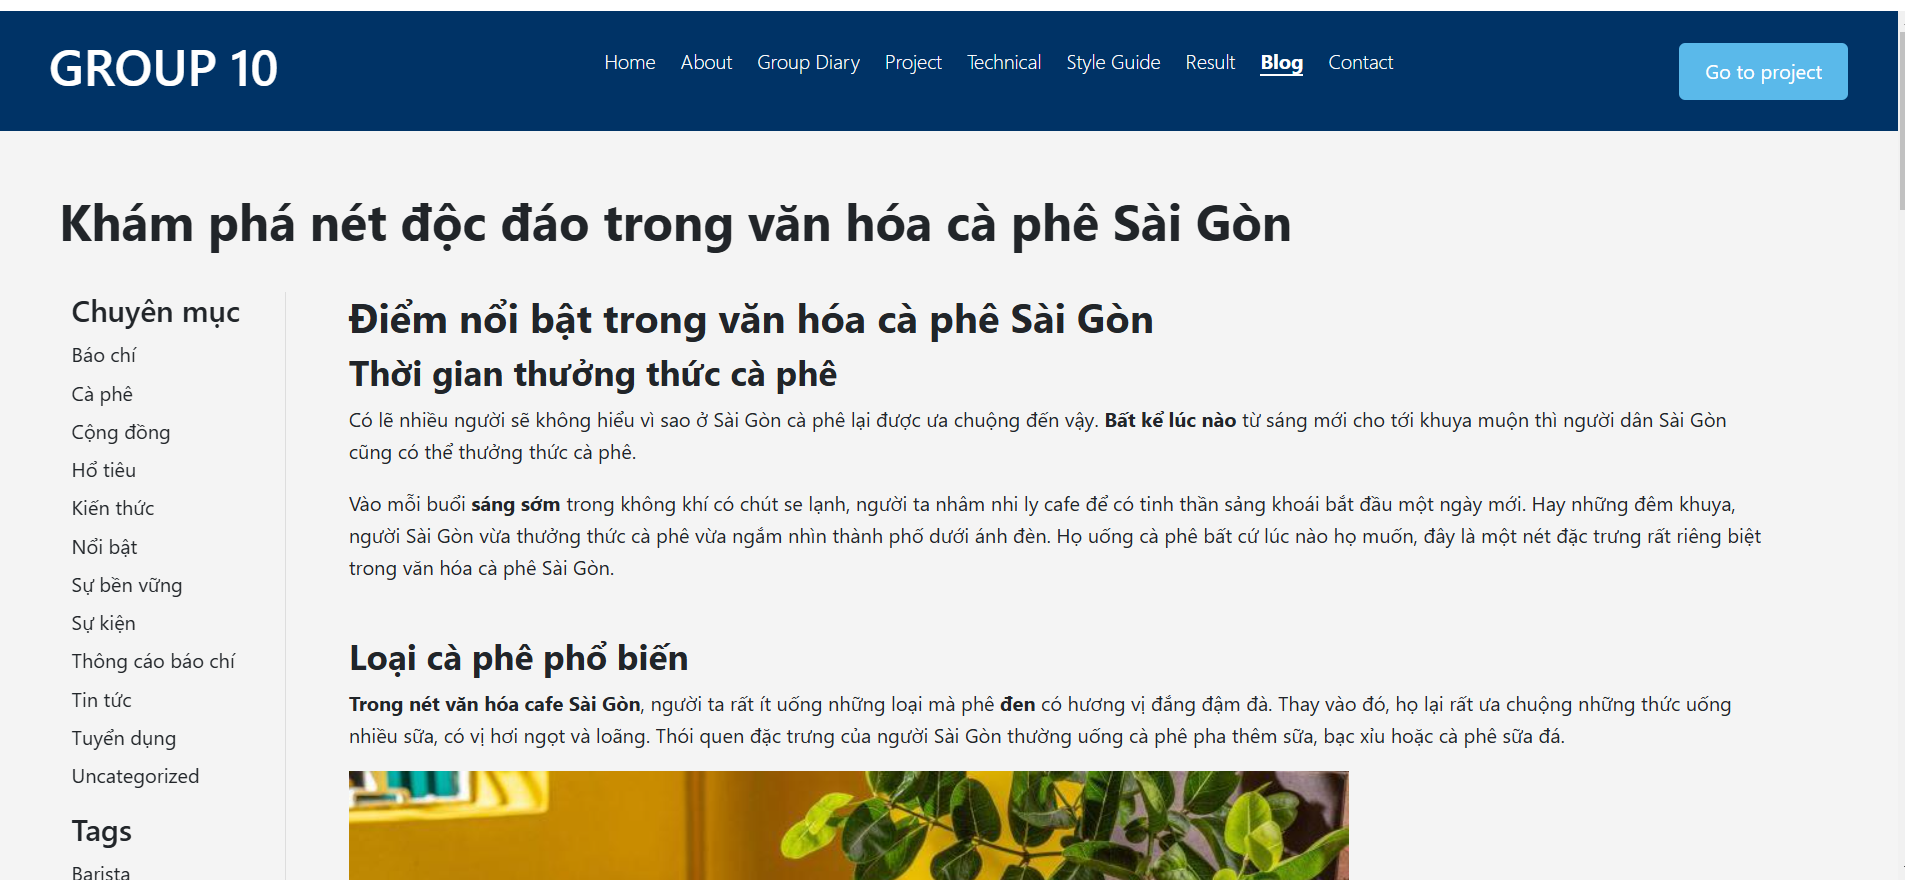 GROUP 10
Home About Group Diary Project Technical Style Guide Result Blog Contact
Go to project
Khám phá nét độc đáo trong văn hóa cà phê Sài Gòn
Chuyên mục
Báo chí
Cà phê
Cộng đồng
Hồ tiêu
Kiến thức
Nổi bật
Sự bền vững
Sự kiện
Thông cáo báo chí
Tin tức
Tuyển dụng
Uncategorized
Tags
Barista
Điểm nổi bật trong văn hóa cà phê Sài Gòn
Thời gian thưởng thức cà phê
Có lẽ nhiều người sẽ không hiểu vì sao ở Sài Gòn cà phê lại được ưa chuộng đến vậy. Bất kể lúc nào từ sáng mới cho tới khuya muộn thì người dân Sài Gòn
cũng có thể thưởng thức cà phê.
Vào mỗi buổi sáng sớm trong không khí có chút se lạnh, người ta nhâm nhi ly cafe để có tinh thần sảng khoái bắt đầu một ngày mới. Hay những đêm khuya,
người Sài Gòn vừa thưởng thức cà phê vừa ngắm nhìn thành phố dưới ánh đèn. Họ uống cà phê bất cứ lúc nào họ muốn, đây là một nét đặc trưng rất riêng biệt
trong văn hóa cà phê Sài Gòn.
Loại cà phê phổ biến
Trong nét văn hóa cafe Sài Gòn, người ta rất ít uống những loại mà phê đen có hương vị đắng đậm đà. Thay vào đó, họ lại rất ưa chuộng những thức uống
nhiều sữa, có vị hơi ngọt và loãng. Thói quen đặc trưng của người Sài Gòn thường uống cà phê pha thêm sữa, bạc xỉu hoặc cà phê sữa đá.